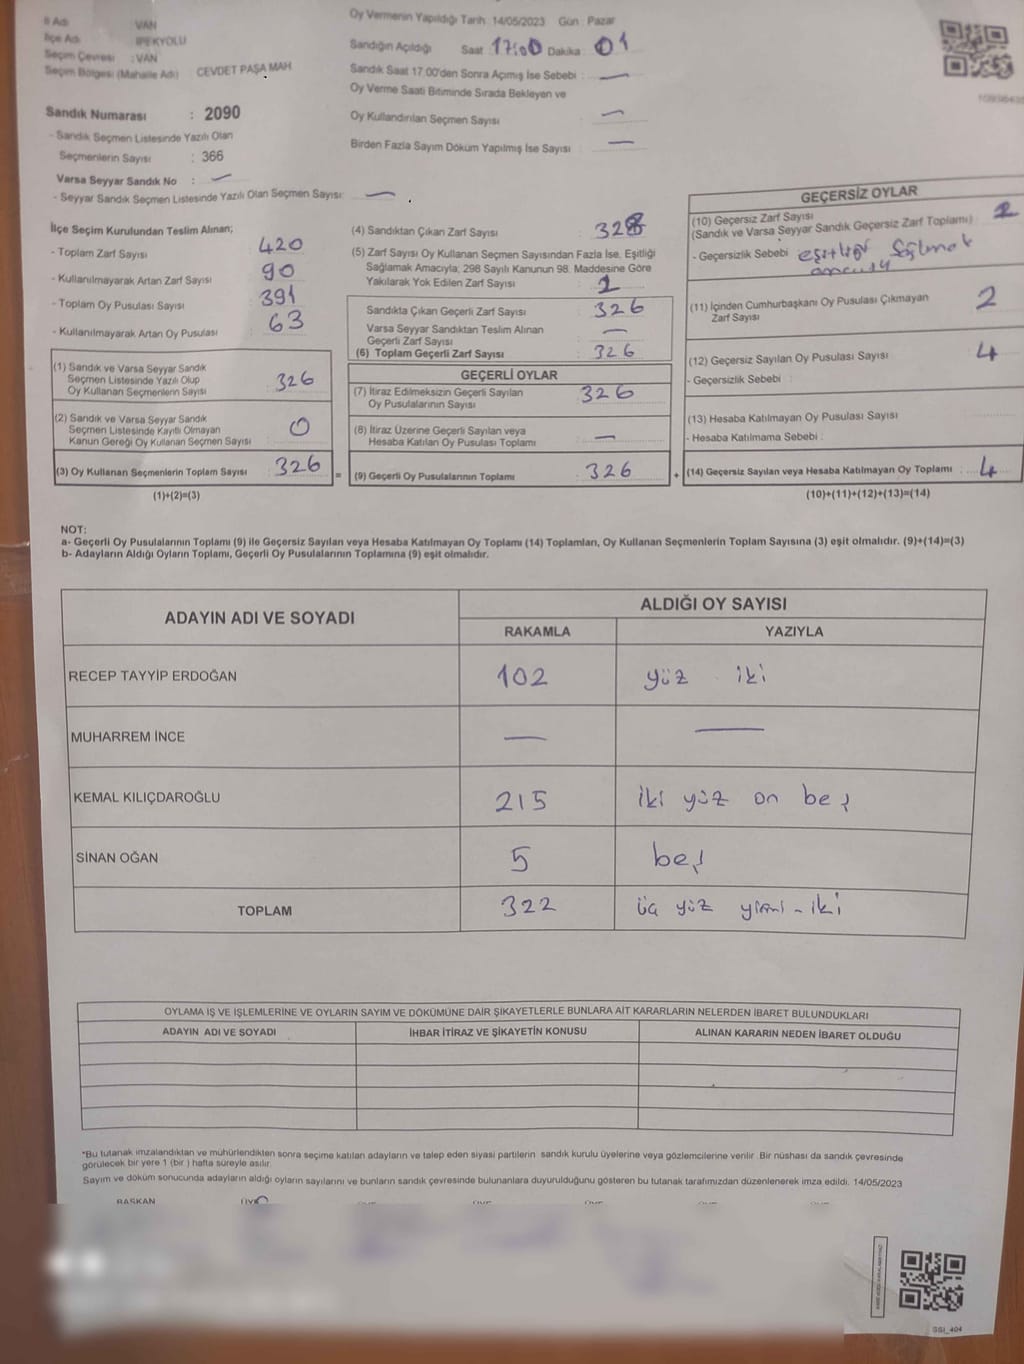 İl Adı VAN
İlçe Adı İPEKYOLU
Seçim Çevresi : VAN
Seçim Bölgesi (Mahalle Adı) : CEVDET PAŞA MAH.
Sandık Numarası : 2090
- Sandık Seçmen Listesinde Yazılı Olan
Seçmenlerin Sayısı : 366
Varsa Seyyar Sandık No : —
- Seyyar Sandık Seçmen Listesinde Yazılı Olan Seçmen Sayısı: —
Oy Vermenin Yapıldığı Tarih : 14/05/2023 Gün : Pazar
Sandığın Açıldığı Saat : 17:00 Dakika : 01
Sandık Saat 17.00'den Sonra Açımış İse Sebebi : —
Oy Verme Saati Bitiminde Sırada Bekleyen ve
Oy Kullandırılan Seçmen Sayısı : —
Birden Fazla Sayım Döküm Yapılmış İse Sayısı : —
İlçe Seçim Kurulundan Teslim Alınan;
- Toplam Zarf Sayısı : 420
- Kullanılmayarak Artan Zarf Sayısı : 90
- Toplam Oy Pusulası Sayısı : 391
- Kullanılmayarak Artan Oy Pusulası : 63
(1) Sandık ve Varsa Seyyar Sandık
Seçmen Listesinde Yazılı Olup
Oy Kullanan Seçmenlerin Sayısı : 326
(2) Sandık ve Varsa Seyyar Sandık
Seçmen Listesinde Kayıtlı Olmayan
Kanun Gereği Oy Kullanan Seçmen Sayısı : 0
(3) Oy Kullanan Seçmenlerin Toplam Sayısı : 326
(1)+(2)=(3)
(4) Sandıktan Çıkan Zarf Sayısı : 328
(5) Zarf Sayısı Oy Kullanan Seçmen Sayısından Fazla İse, Eşitliği
Sağlamak Amacıyla; 298 Sayılı Kanunun 98. Maddesine Göre
Yakılarak Yok Edilen Zarf Sayısı : 2
Sandıkta Çıkan Geçerli Zarf Sayısı : 326
Varsa Seyyar Sandıktan Teslim Alınan
Geçerli Zarf Sayısı : —
(6) Toplam Geçerli Zarf Sayısı : 326
GEÇERLİ OYLAR
(7) İtiraz Edilmeksizin Geçerli Sayılan
Oy Pusulalarının Sayısı : 326
(8) İtiraz Üzerine Geçerli Sayılan veya
Hesaba Katılan Oy Pusulası Toplamı : —
= (9) Geçerli Oy Pusulalarının Toplamı : 326
GEÇERSİZ OYLAR
(10) Geçersiz Zarf Sayısı
(Sandık ve Varsa Seyyar Sandık Geçersiz Zarf Toplamı) : 2
- Geçersizlik Sebebi : eşitliği
(11) İçinden Cumhurbaşkanı Oy Pusulası Çıkmayan
Zarf Sayısı : 2
(12) Geçersiz Sayılan Oy Pusulası Sayısı : 4
- Geçersizlik Sebebi :
(13) Hesaba Katılmayan Oy Pusulası Sayısı :
- Hesaba Katılmama Sebebi :
+ (14) Geçersiz Sayılan veya Hesaba Katılmayan Oy Toplamı : 4
(10)+(11)+(12)+(13)=(14)
NOT:
a- Geçerli Oy Pusulalarının Toplamı (9) ile Geçersiz Sayılan veya Hesaba Katılmayan Oy Toplamı (14) Toplamları, Oy Kullanan Seçmenlerin Toplam Sayısına (3) eşit olmalıdır. (9)+(14)=(3)
b- Adayların Aldığı Oyların Toplamı, Geçerli Oy Pusulalarının Toplamına (9) eşit olmalıdır.
ADAYIN ADI VE SOYADI ALDIĞI OY SAYISI
RAKAMLA YAZIYLA
RECEP TAYYİP ERDOĞAN 102 yüz iki
MUHARREM İNCE — —
KEMAL KILIÇDAROĞLU 215 iki yüz on beş
SİNAN OĞAN 5 beş
TOPLAM 322 üç yüz yirmi - iki
OYLAMA İŞ VE İŞLEMLERİNE VE OYLARIN SAYIM VE DÖKÜMÜNE DAİR ŞİKAYETLERLE BUNLARA AİT KARARLARIN NELERDEN İBARET BULUNDUKLARI
ADAYIN ADI VE SOYADI İHBAR İTİRAZ VE ŞİKAYETİN KONUSU ALINAN KARARIN NEDEN İBARET OLDUĞU
*Bu tutanak imzalandıktan ve mühürlendikten sonra seçime katılan adayların ve talep eden siyasi partilerin sandık kurulu üyelerine veya gözlemcilerine verilir. Bir nüshası da sandık çevresinde
görülecek bir yere 1 (bir ) hafta süreyle asılır.
Sayım ve döküm sonucunda adayların aldığı oyların sayılarını ve bunların sandık çevresinde bulunanlara duyurulduğunu gösteren bu tutanak tarafımızdan düzenlenerek imza edildi. 14/05/2023
BAŞKAN ÜYE ÜYE ÜYE ÜYE ÜYE